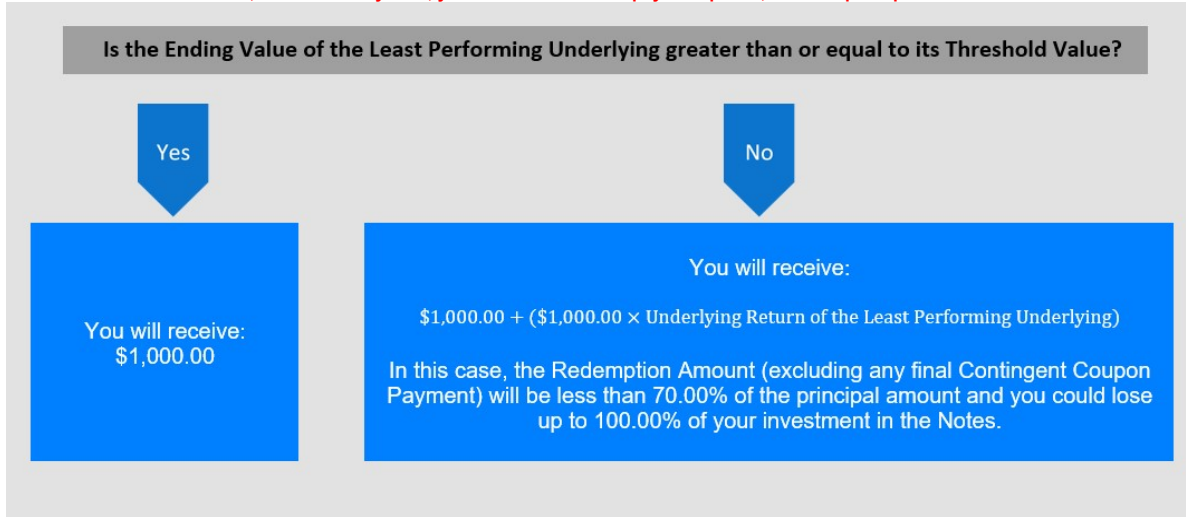 Is the Ending Value of the Least Performing Underlying greater than or equal to its Threshold Value?
Yes
No
You will receive:
$1,000.00
You will receive:
$1,000.00 + ($1,000.00 × Underlying Return of the Least Performing Underlying)
In this case, the Redemption Amount (excluding any final Contingent Coupon
Payment) will be less than 70.00% of the principal amount and you could lose
up to 100.00% of your investment in the Notes.